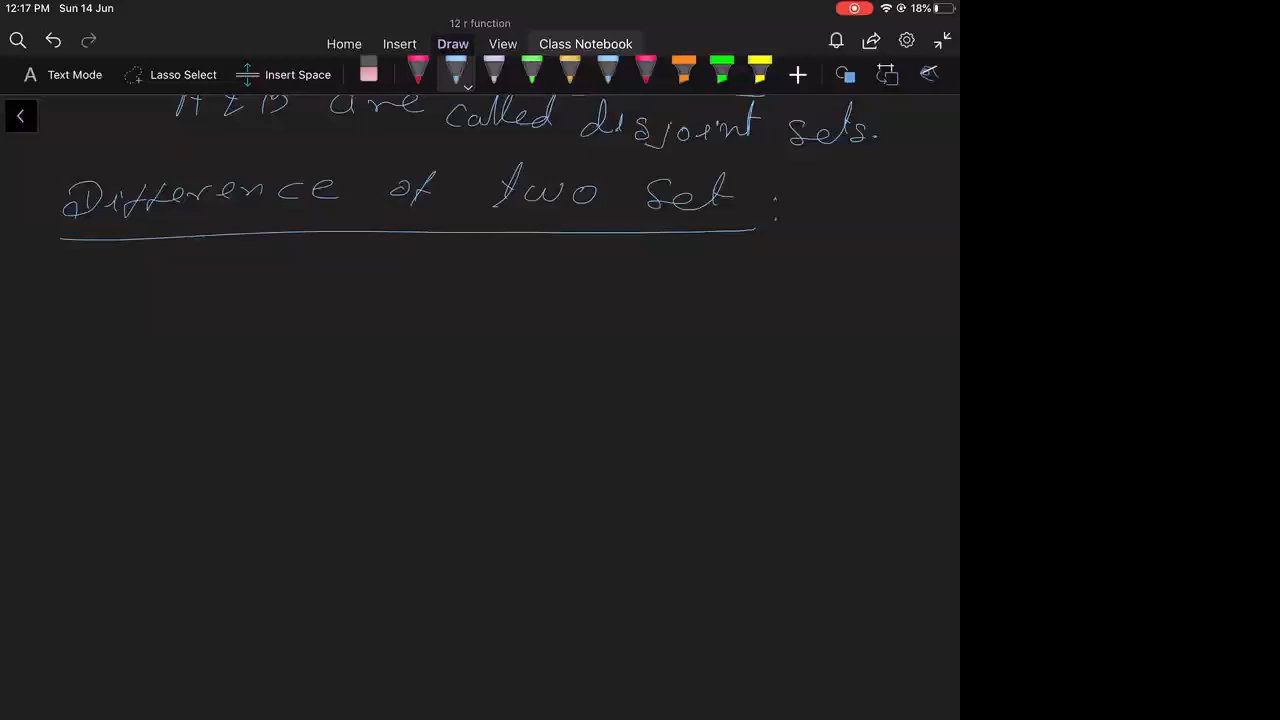 12:17 PM Sun 14 Jun 18%
12 r function
Home Insert Draw View Class Notebook
Text Mode Lasso Select Insert Space
A & B are called disjoint sets.
Difference of two set :